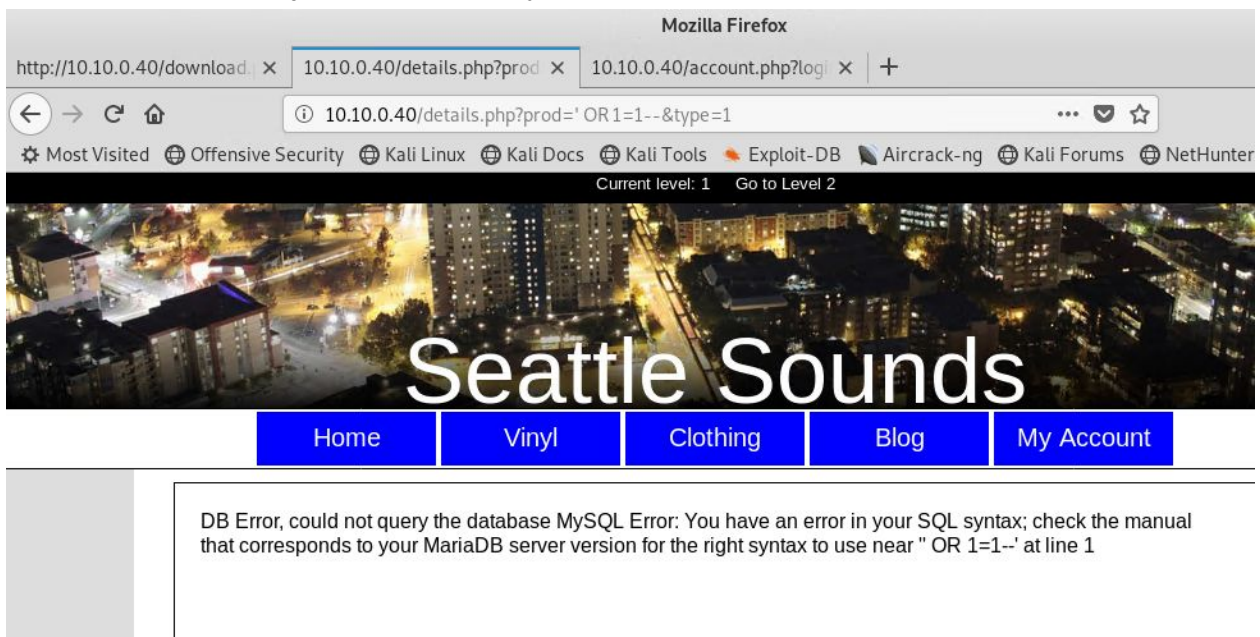 Mozilla Firefox
http://10.10.0.40/download. 10.10.0.40/details.php?prod 10.10.0.40/account.php?logi
10.10.0.40/details.php?prod=' OR 1=1--&type=1
Most Visited Offensive Security Kali Linux Kali Docs Kali Tools Exploit-DB Aircrack-ng Kali Forums NetHunter
Current level: 1 Go to Level 2
Seattle Sounds
Home Vinyl Clothing Blog My Account
DB Error, could not query the database MySQL Error: You have an error in your SQL syntax; check the manual
that corresponds to your MariaDB server version for the right syntax to use near '' OR 1=1--' at line 1